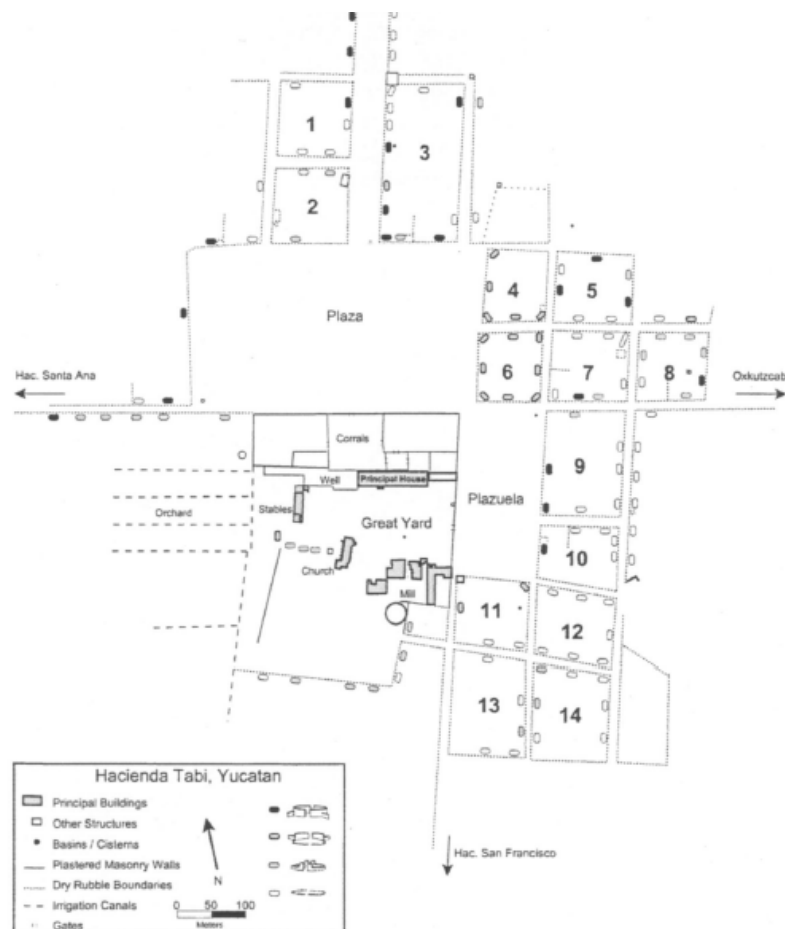 1
3
2
4
5
Plaza
6
7
8
Hac. Santa Ana
Oxkutzcab
Corrals
9
Well
Principal House
Plazuela
Stables
Orchard
Great Yard
10
Church
Mill
11
12
13
14
Hacienda Tabi, Yucatan
Principal Buildings
Other Structures
Basins / Cisterns
Plastered Masonry Walls
Dry Rubble Boundaries
Irrigation Canals
Gates
N
0 50 100
Meters
Hac. San Francisco